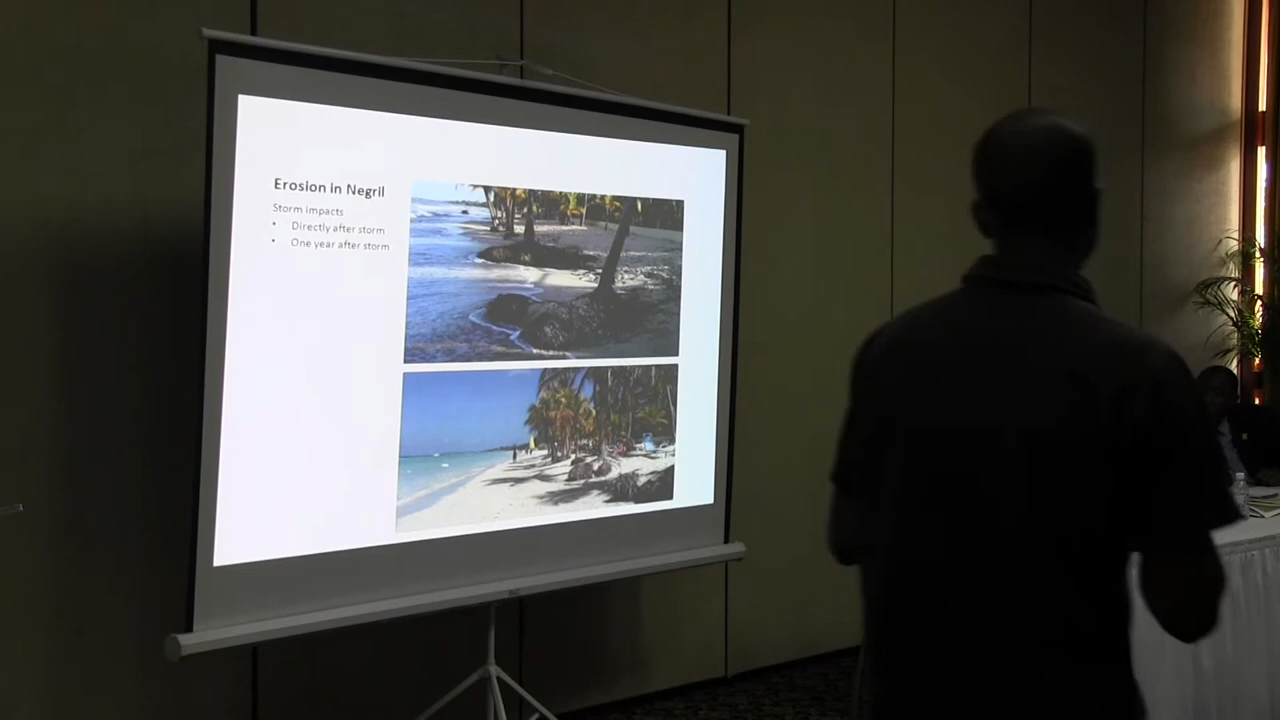 Erosion in Negril
Storm impacts
• Directly after storm
• One year after storm